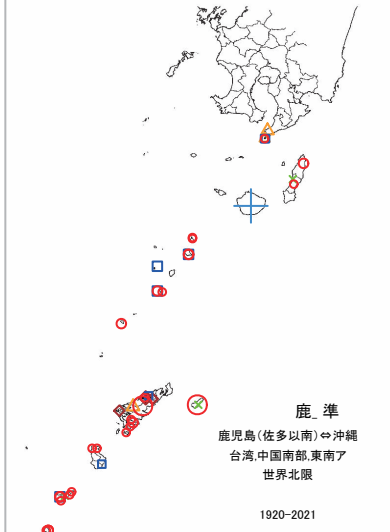 鹿_準
鹿児島(佐多以南)⇔沖縄
台湾,中国南部,東南ア
世界北限
1920-2021